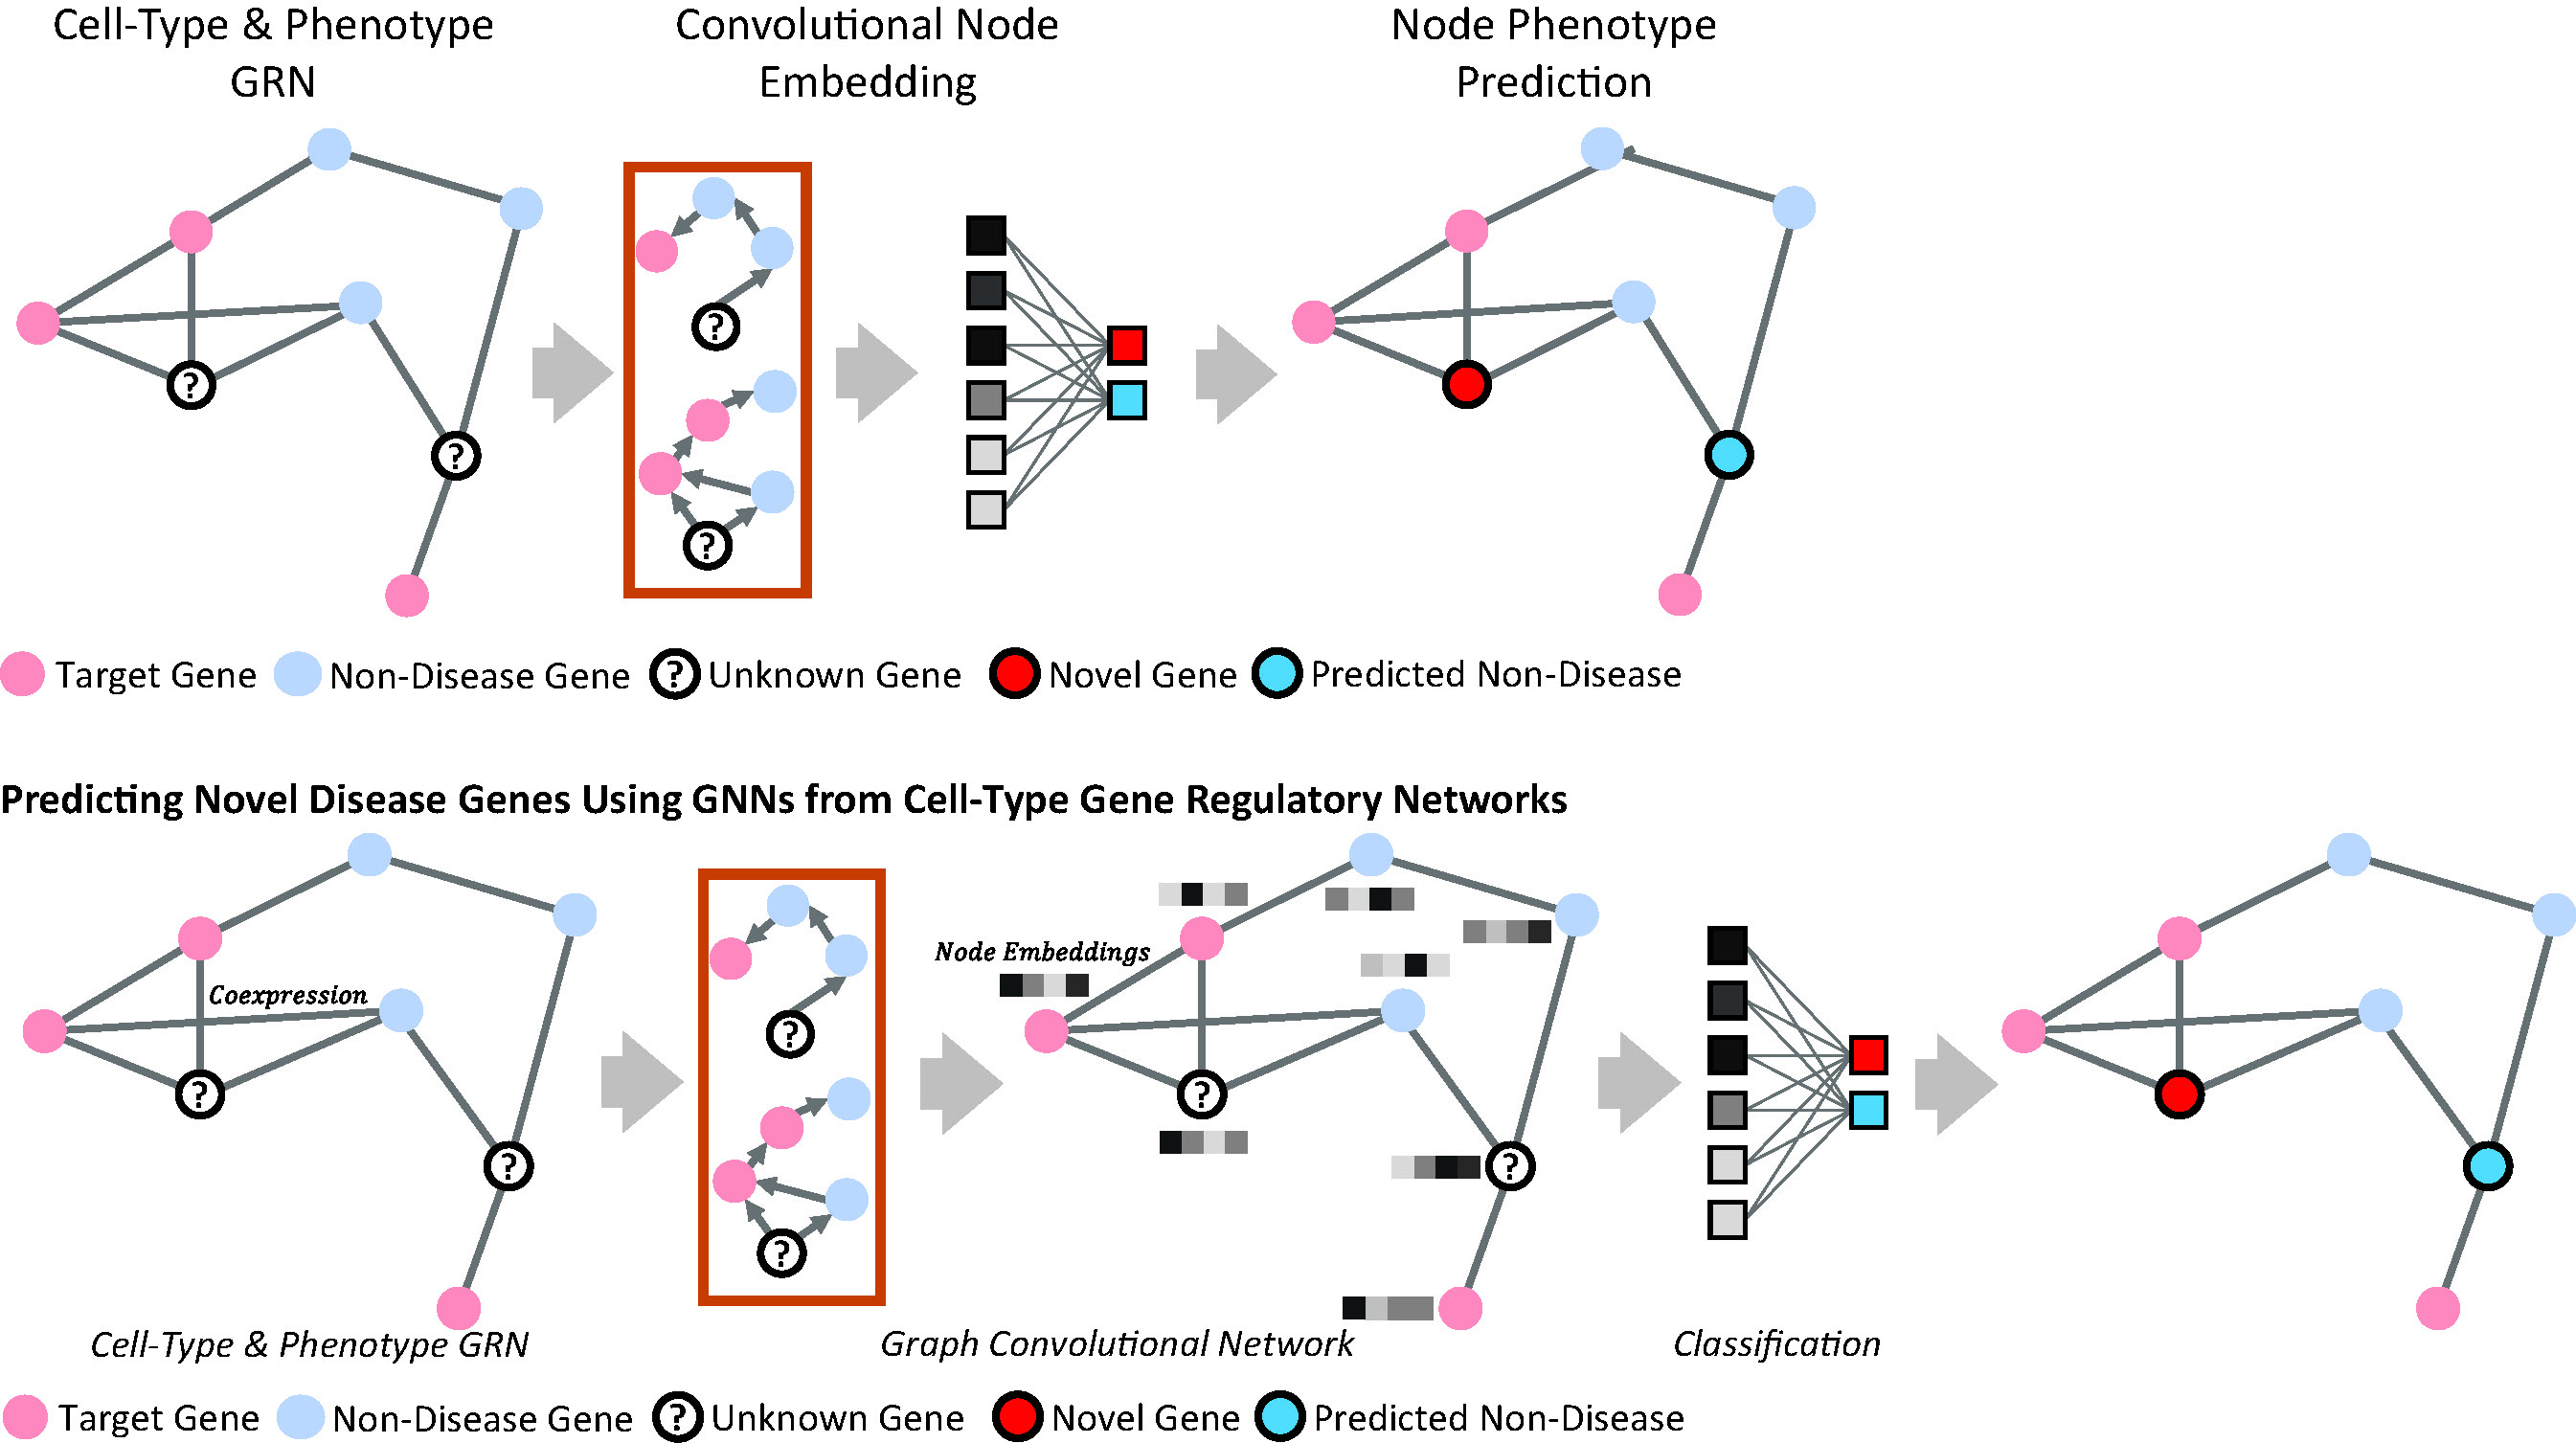 Cell-Type & Phenotype
GRN
Convolutional Node
Embedding
Node Phenotype
Prediction
?
?
?
?
Target Gene
Non-Disease Gene
? Unknown Gene
Novel Gene
Predicted Non-Disease
Predicting Novel Disease Genes Using GNNs from Cell-Type Gene Regulatory Networks
Coexpression
?
?
?
?
Node Embeddings
?
?
Cell-Type & Phenotype GRN
Graph Convolutional Network
Classification
Target Gene
Non-Disease Gene
? Unknown Gene
Novel Gene
Predicted Non-Disease